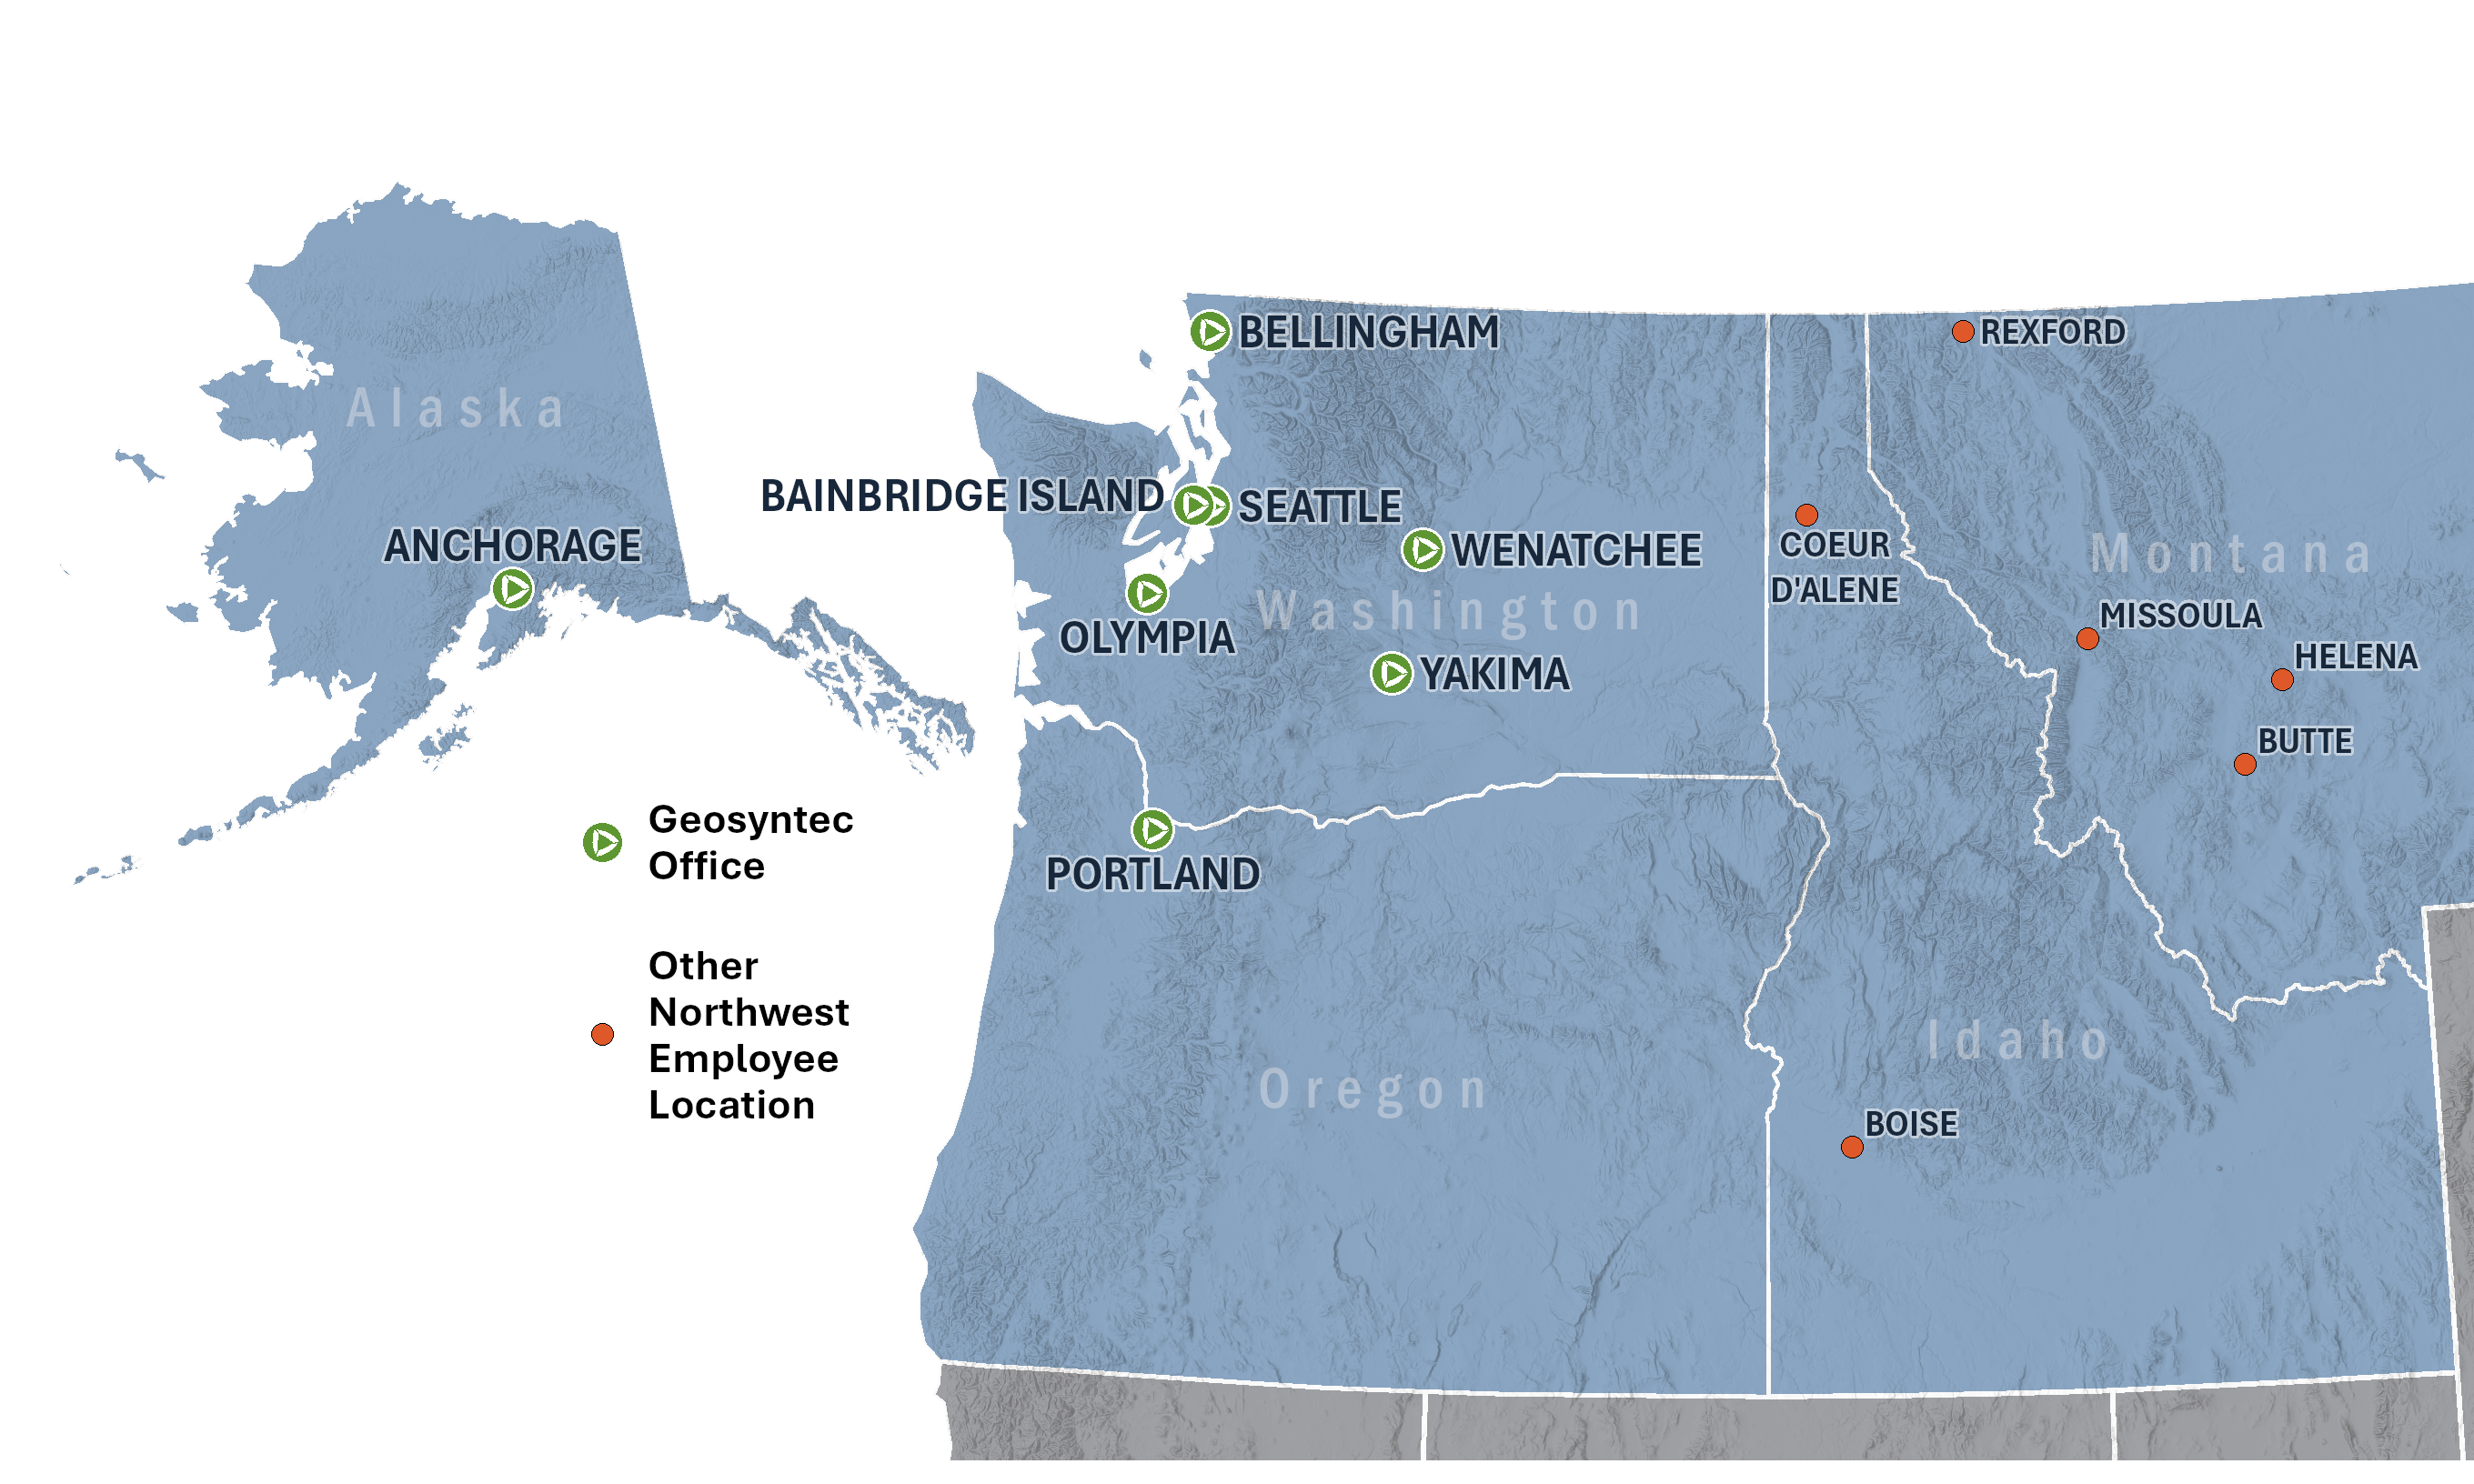 BELLINGHAM
REXFORD
Alaska
BAINBRIDGE ISLAND
SEATTLE
ANCHORAGE
WENATCHEE
COEUR
D'ALENE
Montana
Washington
OLYMPIA
MISSOULA
YAKIMA
HELENA
BUTTE
Geosyntec
Office
PORTLAND
Other
Northwest
Employee
Location
Idaho
Oregon
BOISE